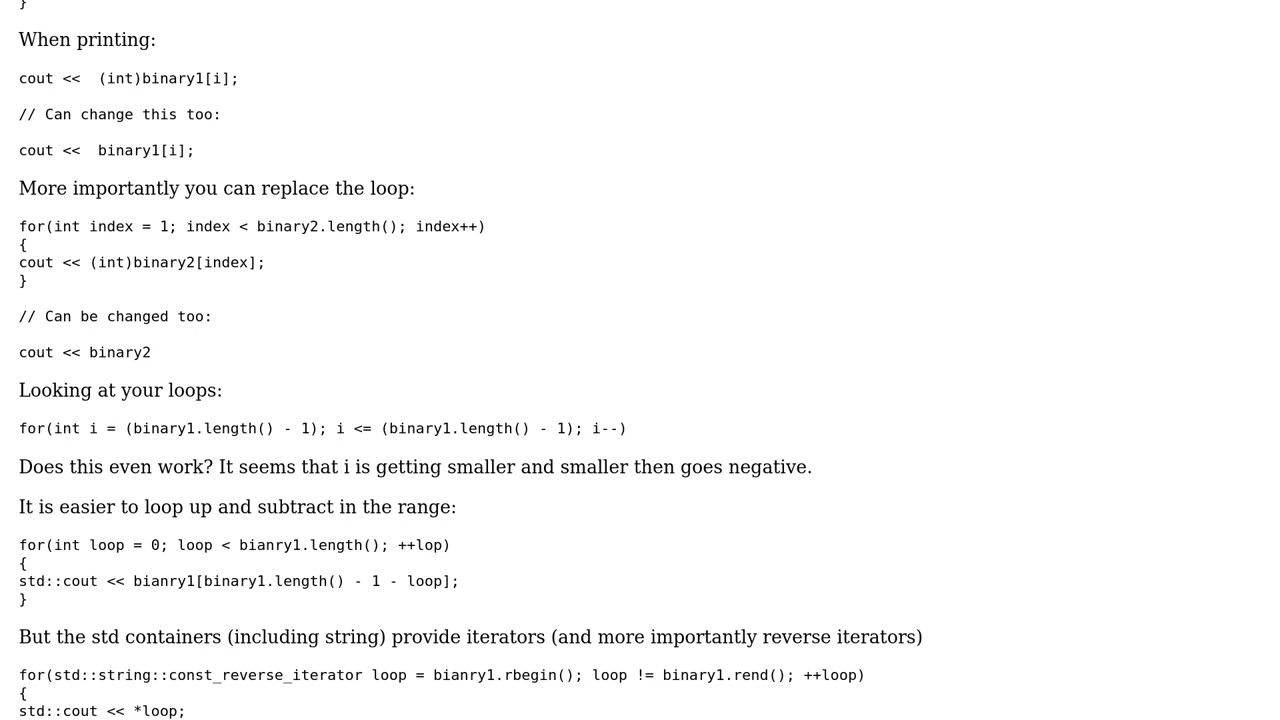 }
When printing:
cout <<  (int)binary1[i];
// Can change this too:
cout <<  binary1[i];
More importantly you can replace the loop:
for(int index = 1; index < binary2.length(); index++)
{
cout << (int)binary2[index];
}
// Can be changed too:
cout << binary2
Looking at your loops:
for(int i = (binary1.length() - 1); i <= (binary1.length() - 1); i--)
Does this even work? It seems that i is getting smaller and smaller then goes negative.
It is easier to loop up and subtract in the range:
for(int loop = 0; loop < bianry1.length(); ++lop)
{
std::cout << bianry1[binary1.length() - 1 - loop];
}
But the std containers (including string) provide iterators (and more importantly reverse iterators)
for(std::string::const_reverse_iterator loop = bianry1.rbegin(); loop != binary1.rend(); ++loop)
{
std::cout << *loop;